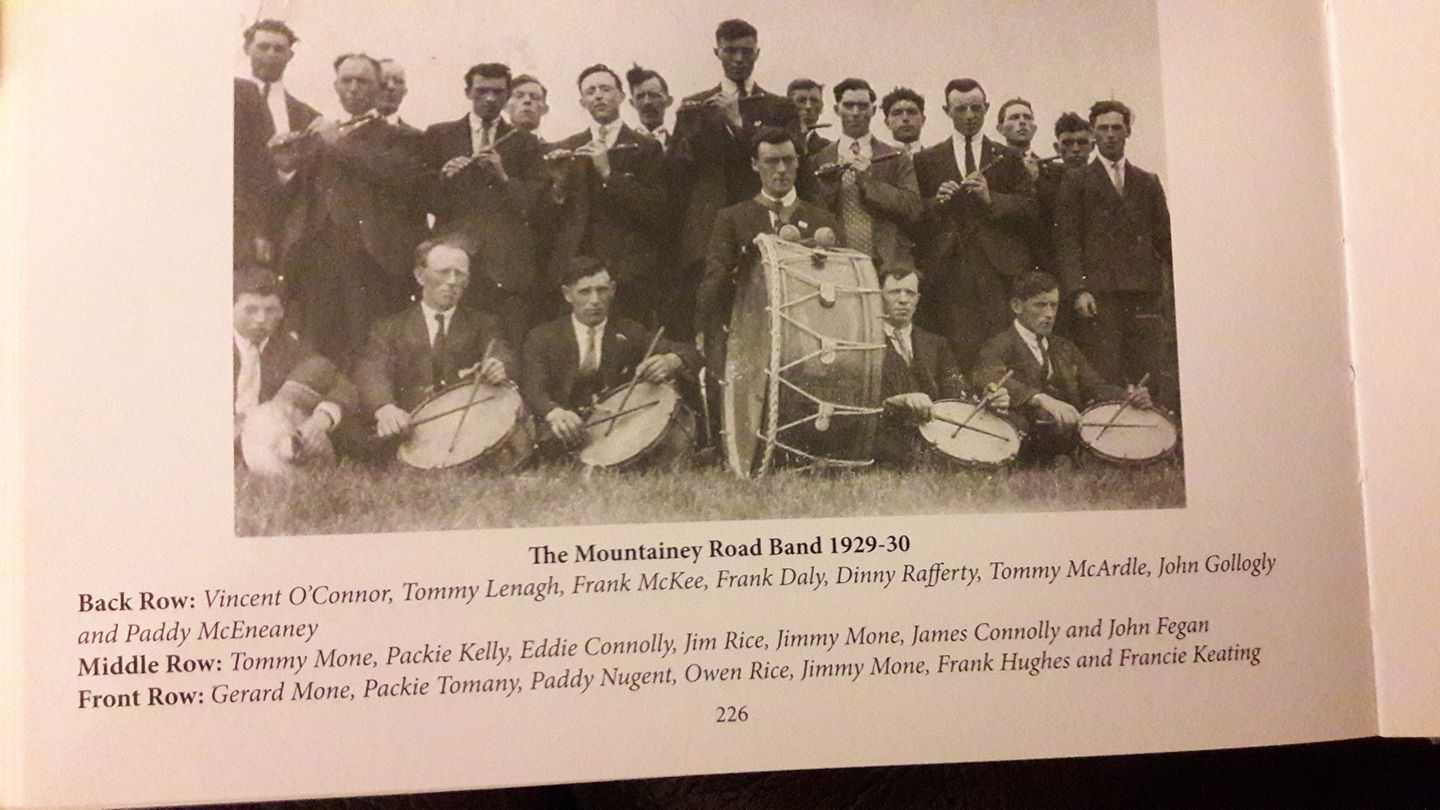 The Mountainey Road Band 1929-30
Back Row: Vincent O'Connor, Tommy Lenagh, Frank McKee, Frank Daly, Dinny Rafferty, Tommy McArdle, John Gollogly
and Paddy McEneaney
Middle Row: Tommy Mone, Packie Kelly, Eddie Connolly, Jim Rice, Jimmy Mone, James Connolly and John Fegan
Front Row: Gerard Mone, Packie Tomany, Paddy Nugent, Owen Rice, Jimmy Mone, Frank Hughes and Francie Keating
226